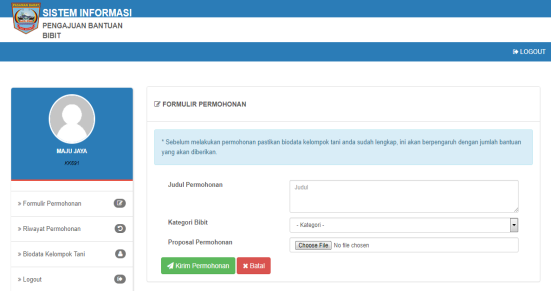 SISTEM INFORMASI
PENGAJUAN BANTUAN
BIBIT
LOGOUT
MAJU JAYA
FORMULIR PERMOHONAN
* Sebelum melakukan permohonan pastikan biodata kelompok tani anda sudah lengkap, ini akan berpengaruh dengan jumlah bantuan
yang akan diberikan.
Judul Permohonan
Judul
Kategori Bibit
- Kategori -
Proposal Permohonan
Choose File No file chosen
Kirim Permohonan
Batal
» Formulir Permohonan
» Riwayat Permohonan
» Biodata Kelompok Tani
» Logout